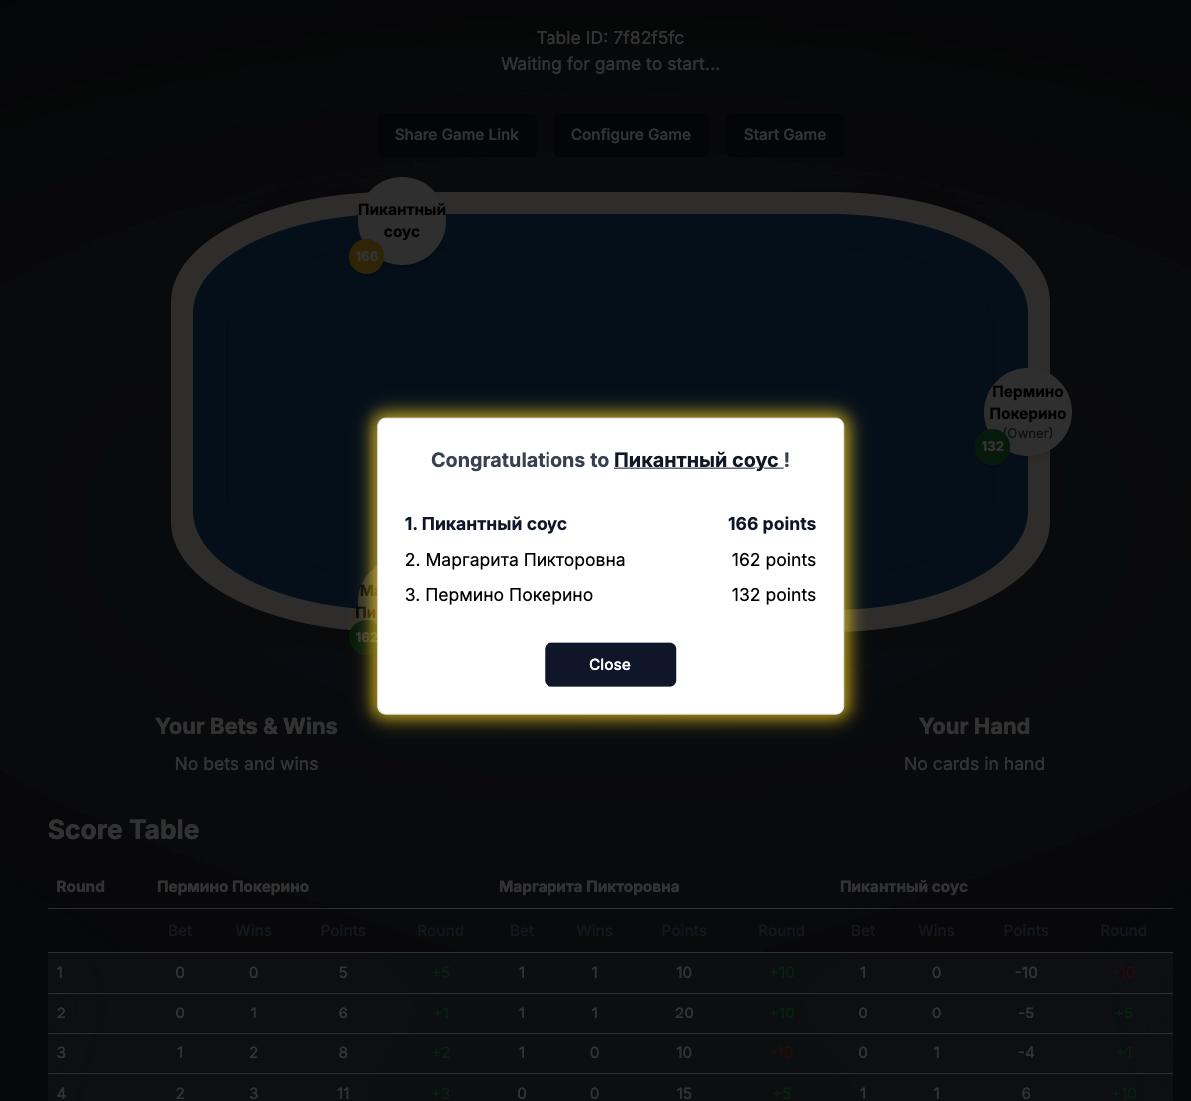 Table ID: 7f82f5fc
Waiting for game to start...
Share Game Link Configure Game Start Game
Пикантный
соус
166
Пермино
Покерино
(Owner)
132
Congratulations to Пикантный соус !
1. Пикантный соус 166 points
2. Маргарита Пикторовна 162 points
3. Пермино Покерино 132 points
Close
162
Your Bets & Wins
No bets and wins
Your Hand
No cards in hand
Score Table
Round Пермино Покерино Маргарита Пикторовна Пикантный соус
Bet Wins Points Round Bet Wins Points Round Bet Wins Points Round
1 0 0 5 +5 1 1 10 +10 1 0 -10 -10
2 0 1 6 +1 1 1 20 +10 0 0 -5 +5
3 1 2 8 +2 1 0 10 -10 0 1 -4 +1
4 2 3 11 +3 0 0 15 +5 1 1 6 +10